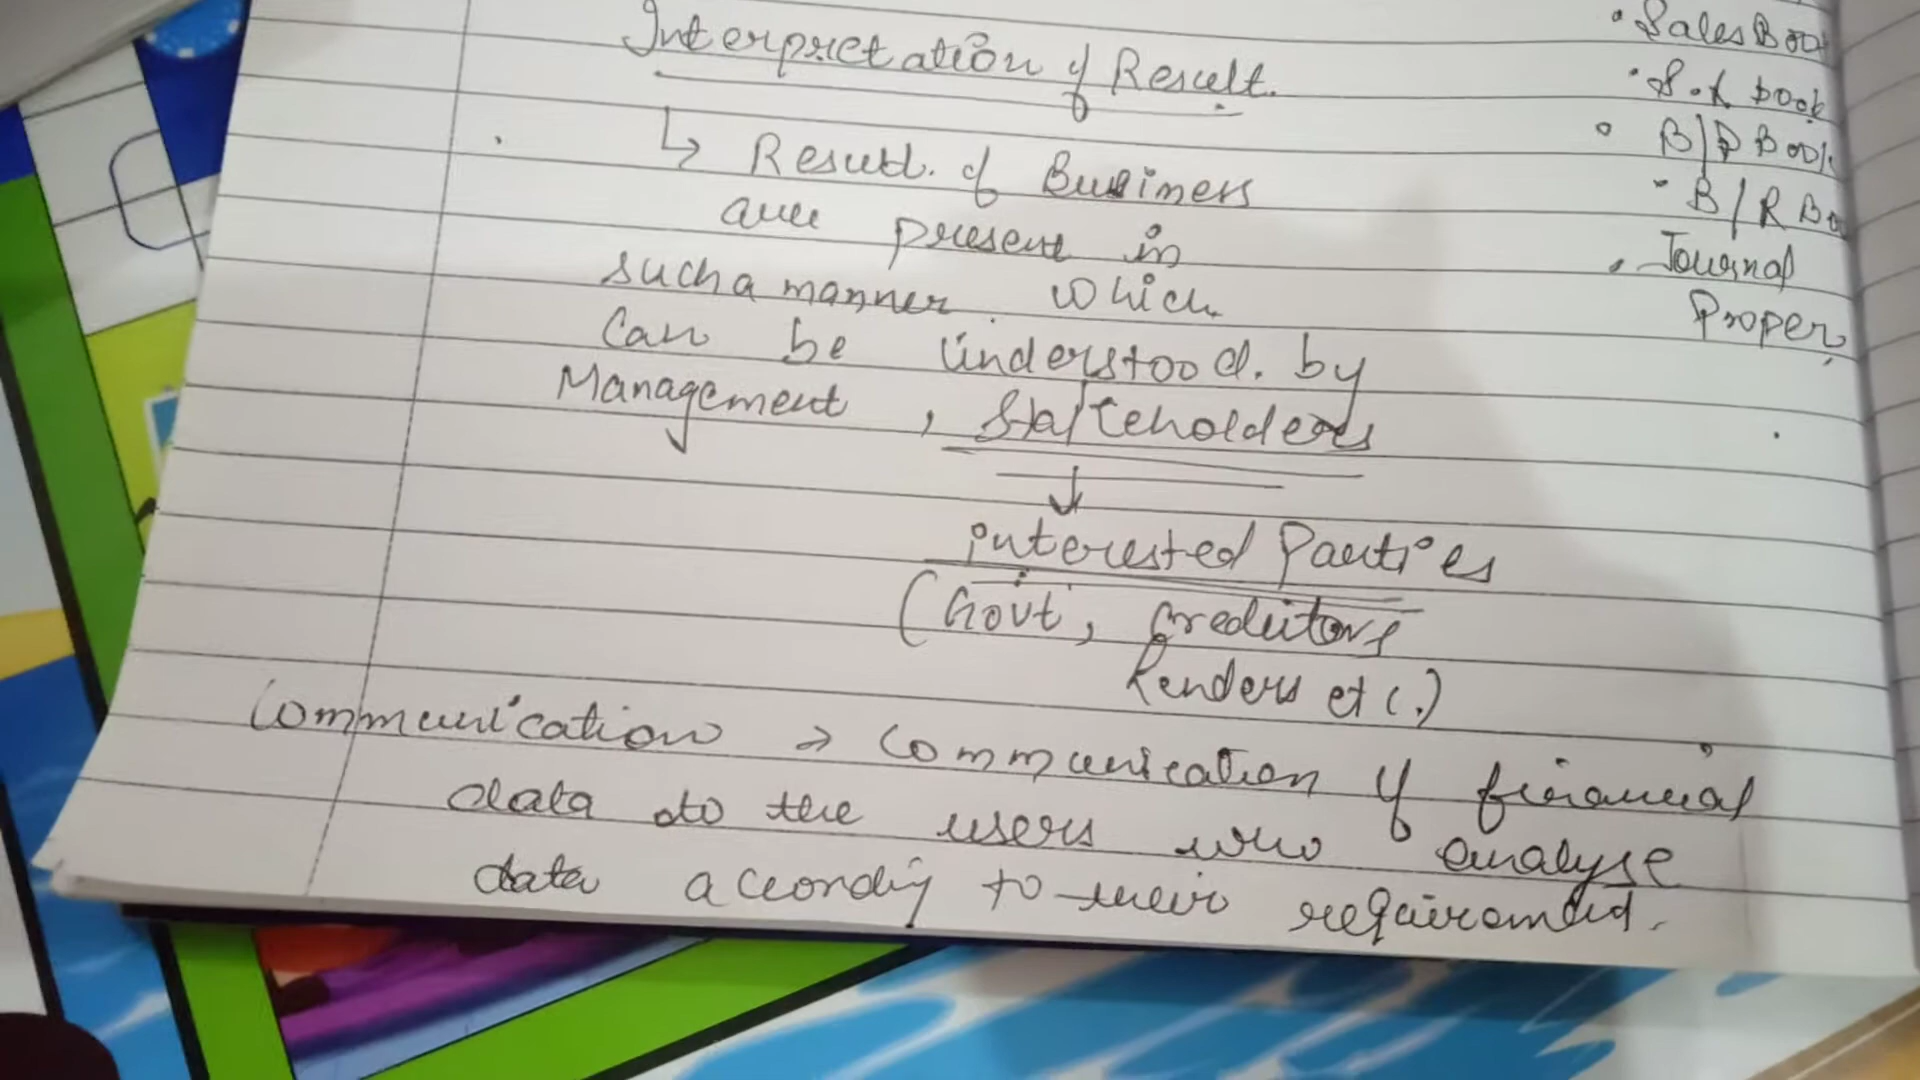 Interpretation of Result.
↳ Result. of Business
are present in
such a manner which
Can be Understood. by
Management, Stakeholders
↓
interested Parties
(Govt, Creditors
Lenders etc.)
Communication → Communication of financial
data to the users who analyse
data according to their requirement.
• Sales Book
• S.R book
• B/P Book
• B/R Boo
• Journal
Proper